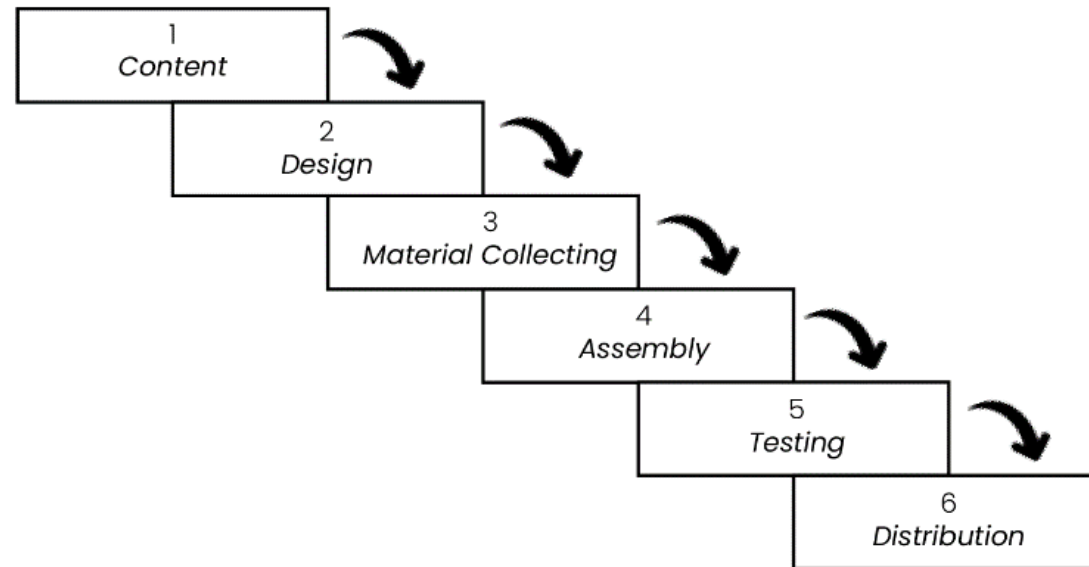 1
Content
2
Design
3
Material Collecting
4
Assembly
5
Testing
6
Distribution